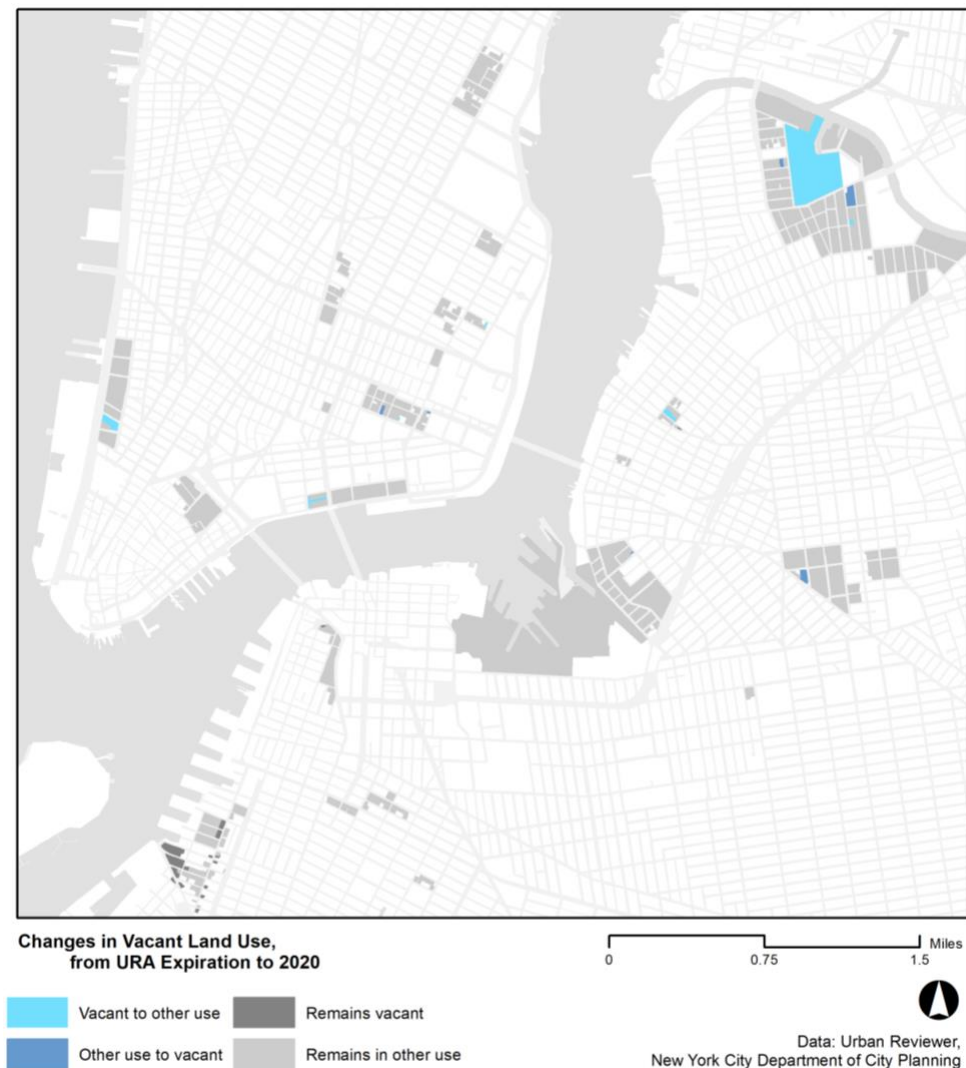 Changes in Vacant Land Use,
from URA Expiration to 2020
0
0.75
1.5
Miles
Vacant to other use
Remains vacant
Other use to vacant
Remains in other use
Data: Urban Reviewer,
New York City Department of City Planning